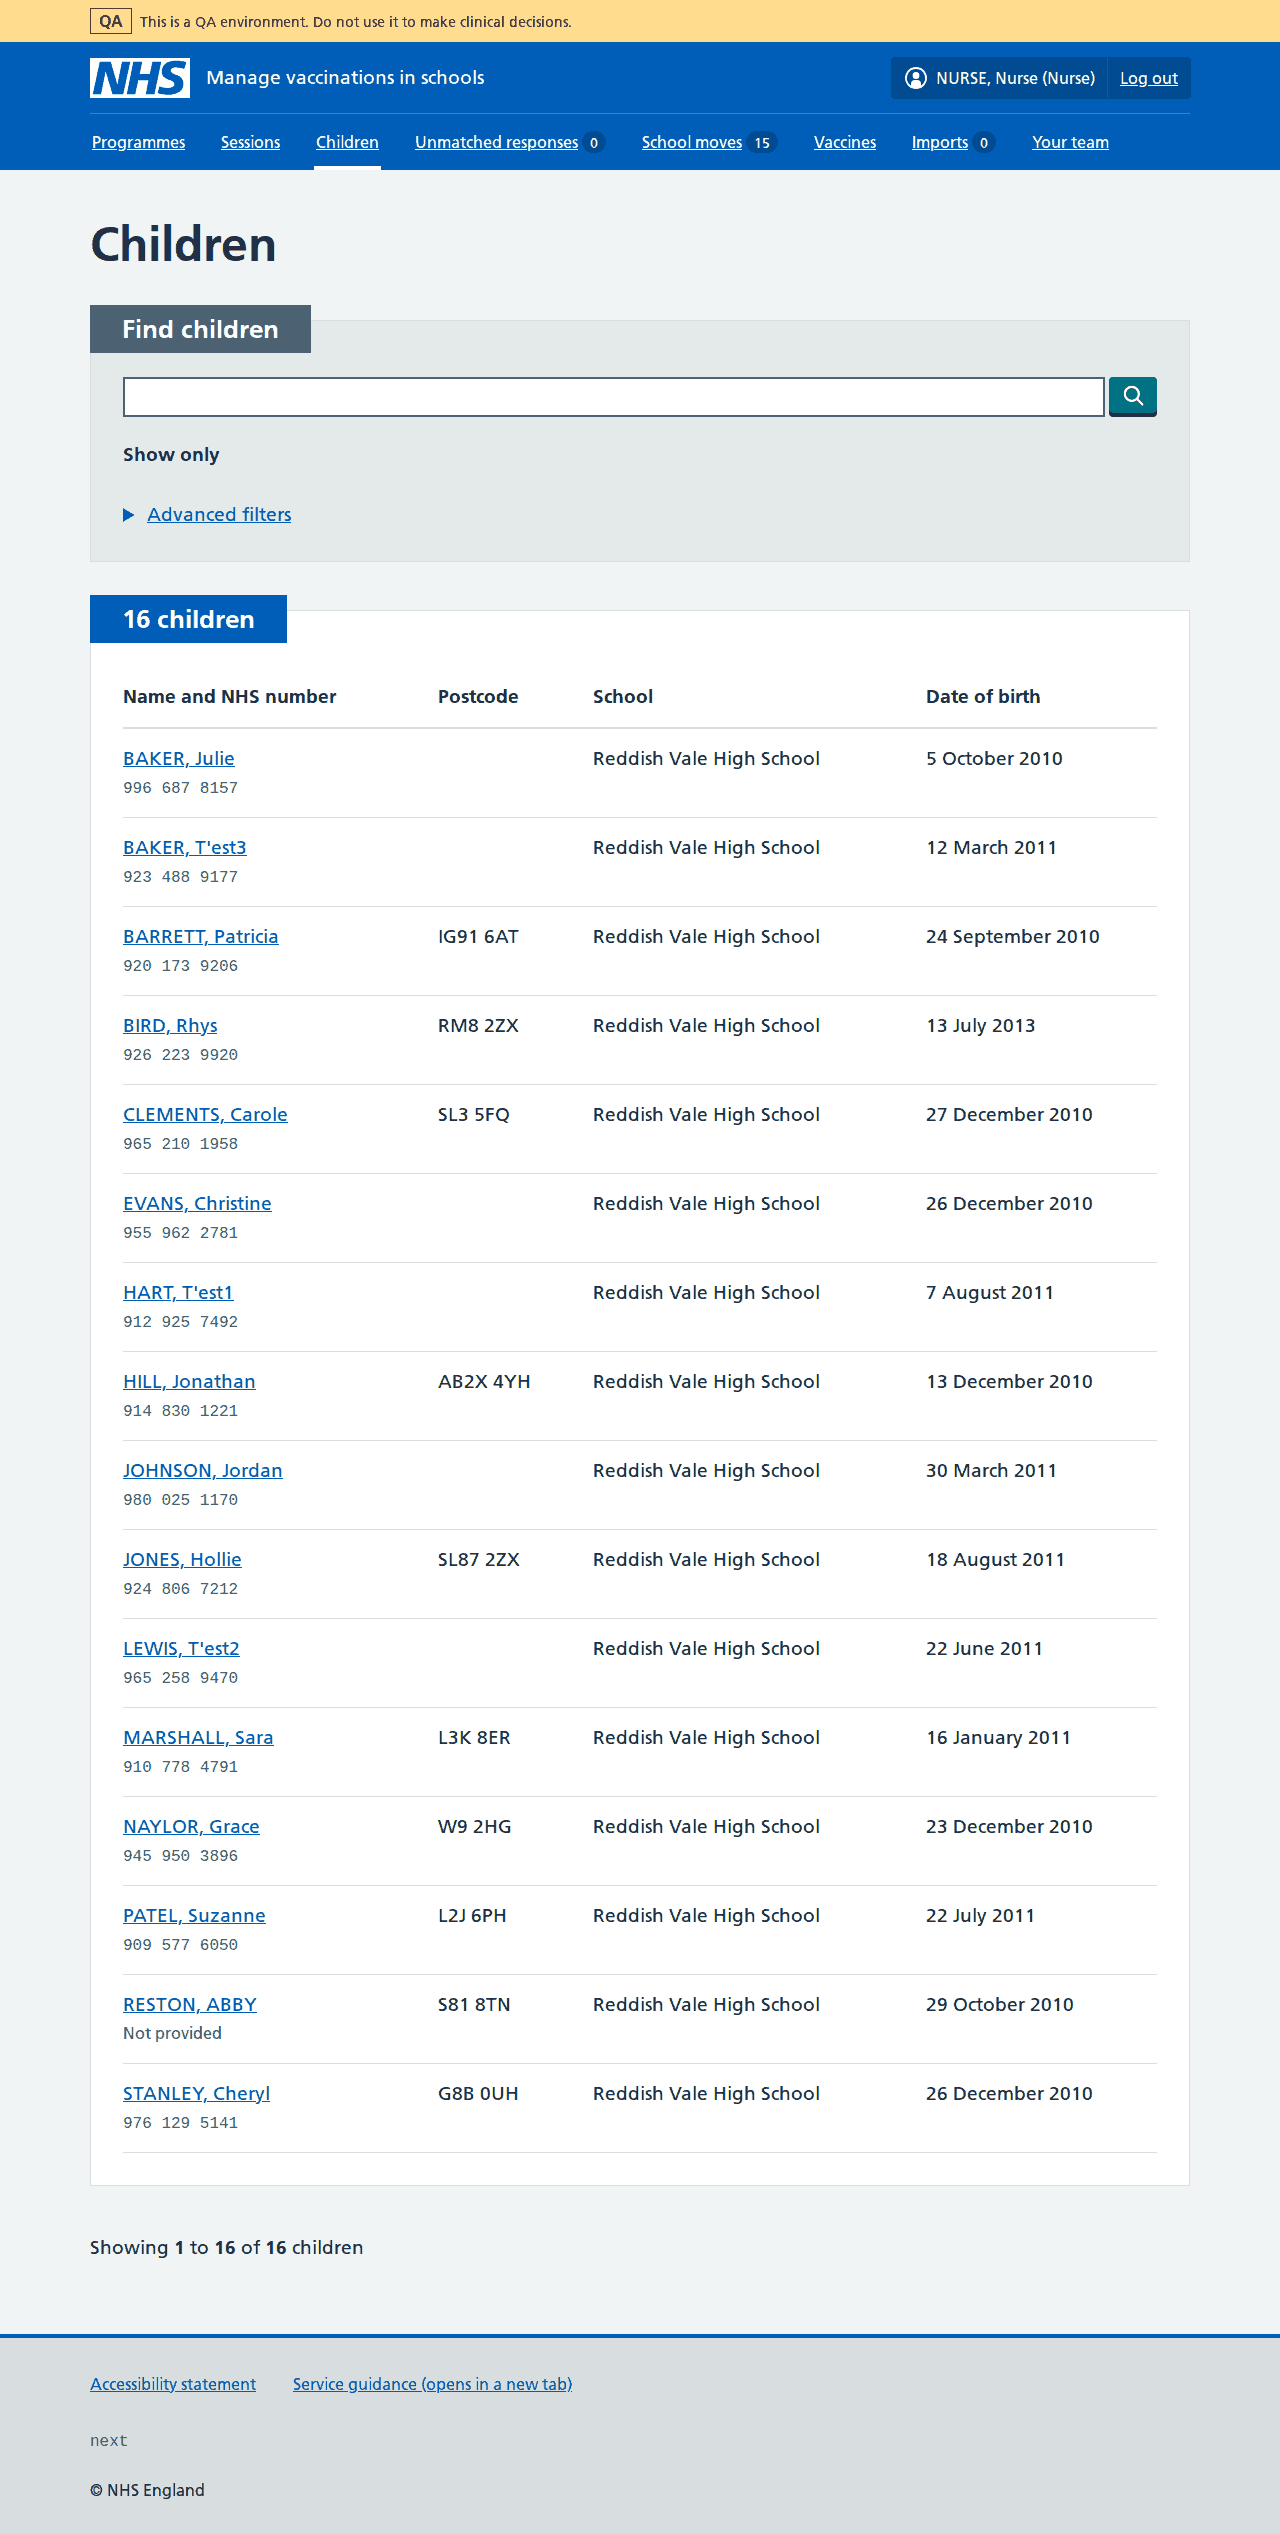 QA This is a QA environment. Do not use it to make clinical decisions.
NHS Manage vaccinations in schools NURSE, Nurse (Nurse) Log out
Programmes Sessions Children Unmatched responses 0 School moves 15 Vaccines Imports 0 Your team
Children
Find children
Show only
Advanced filters
16 children
Name and NHS number Postcode School Date of birth
BAKER, Julie Reddish Vale High School 5 October 2010
996 687 8157
BAKER, T'est3 Reddish Vale High School 12 March 2011
923 488 9177
BARRETT, Patricia IG91 6AT Reddish Vale High School 24 September 2010
920 173 9206
BIRD, Rhys RM8 2ZX Reddish Vale High School 13 July 2013
926 223 9920
CLEMENTS, Carole SL3 5FQ Reddish Vale High School 27 December 2010
965 210 1958
EVANS, Christine Reddish Vale High School 26 December 2010
955 962 2781
HART, T'est1 Reddish Vale High School 7 August 2011
912 925 7492
HILL, Jonathan AB2X 4YH Reddish Vale High School 13 December 2010
914 830 1221
JOHNSON, Jordan Reddish Vale High School 30 March 2011
980 025 1170
JONES, Hollie SL87 2ZX Reddish Vale High School 18 August 2011
924 806 7212
LEWIS, T'est2 Reddish Vale High School 22 June 2011
965 258 9470
MARSHALL, Sara L3K 8ER Reddish Vale High School 16 January 2011
910 778 4791
NAYLOR, Grace W9 2HG Reddish Vale High School 23 December 2010
945 950 3896
PATEL, Suzanne L2J 6PH Reddish Vale High School 22 July 2011
909 577 6050
RESTON, ABBY S81 8TN Reddish Vale High School 29 October 2010
Not provided
STANLEY, Cheryl G8B 0UH Reddish Vale High School 26 December 2010
976 129 5141
Showing 1 to 16 of 16 children
Accessibility statement Service guidance (opens in a new tab)
next
© NHS England